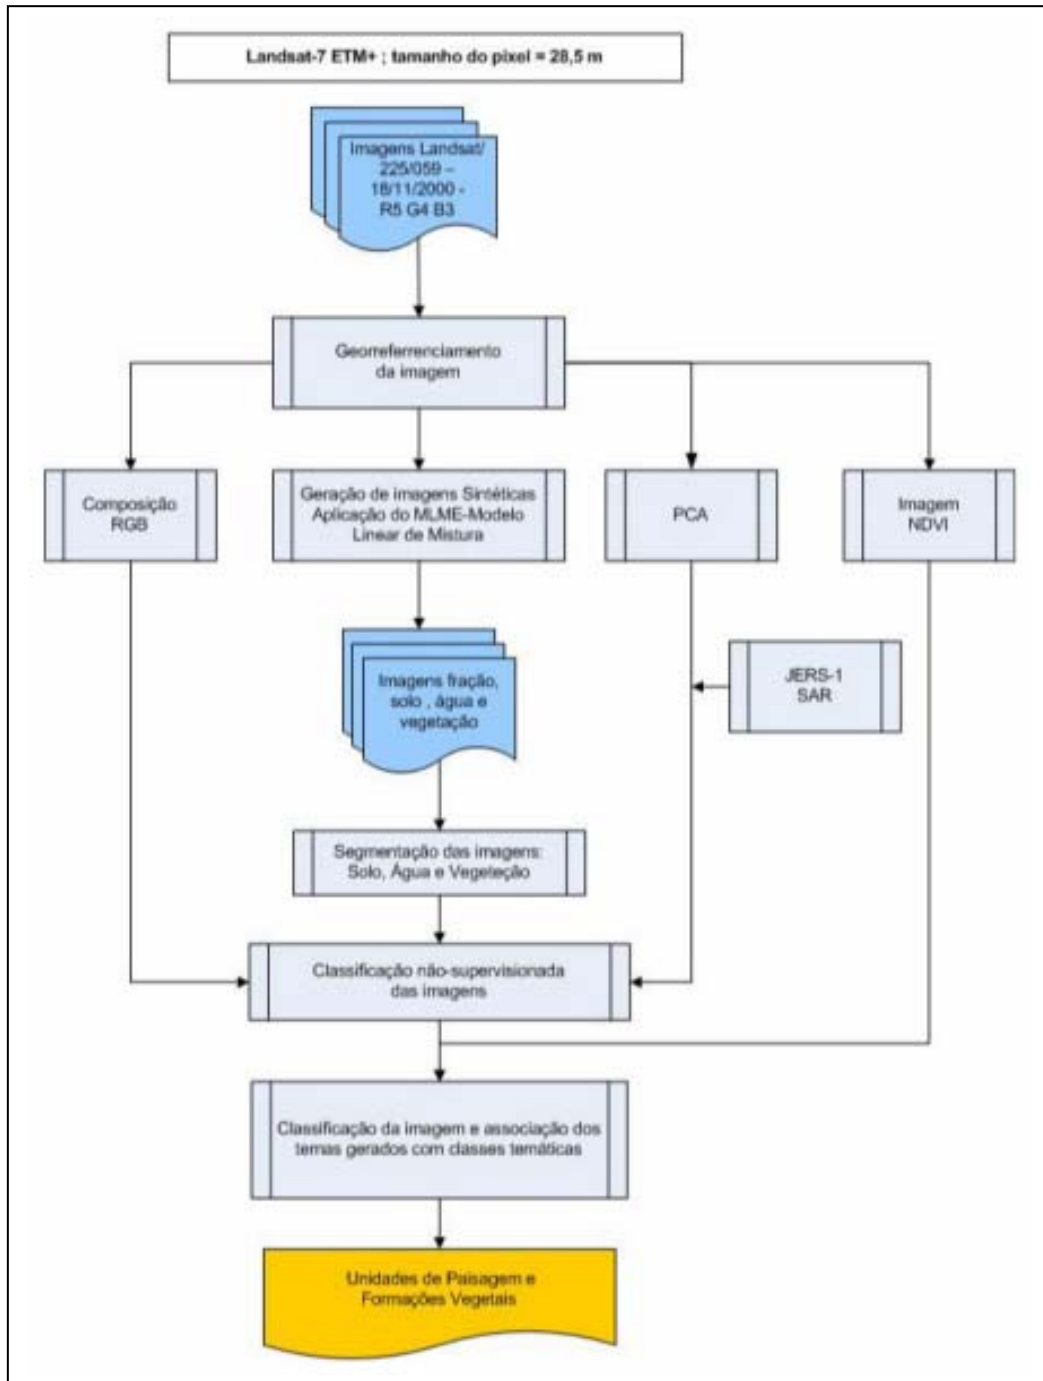 Landsat-7 ETM+ ; tamanho do pixel = 28,5 m
Imagens Landsat/
225/059 –
18/11/2000 -
R5 G4 B3
Georreferrenciamento
da imagem
Composição
RGB
Geração de imagens Sintéticas
Aplicação do MLME-Modelo
Linear de Mistura
PCA
Imagem
NDVI
JERS-1
SAR
Imagens fração,
solo , água e
vegetação
Segmentação das imagens:
Solo, Água e Vegeteção
Classificação não-supervisionada
das imagens
Classificação da imagem e associação dos
temas gerados com classes temáticas
Unidades de Paisagem e
Formações Vegetais